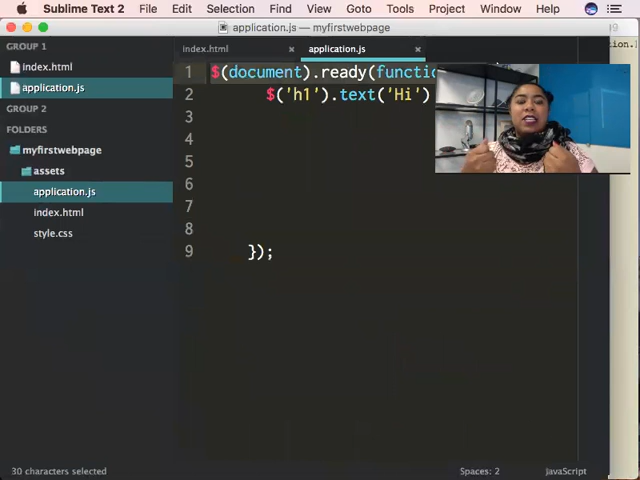 Sublime Text 2 File Edit Selection Find View Goto Tools Project Window Help
application.js — myfirstwebpage
GROUP 1
index.html
application.js
GROUP 2
FOLDERS
myfirstwebpage
assets
application.js
index.html
style.css
index.html × application.js ×
1 $(document).ready(functio
2 $('h1').text('Hi')
3
4
5
6
7
8
9 });
30 characters selected Spaces: 2 JavaScript